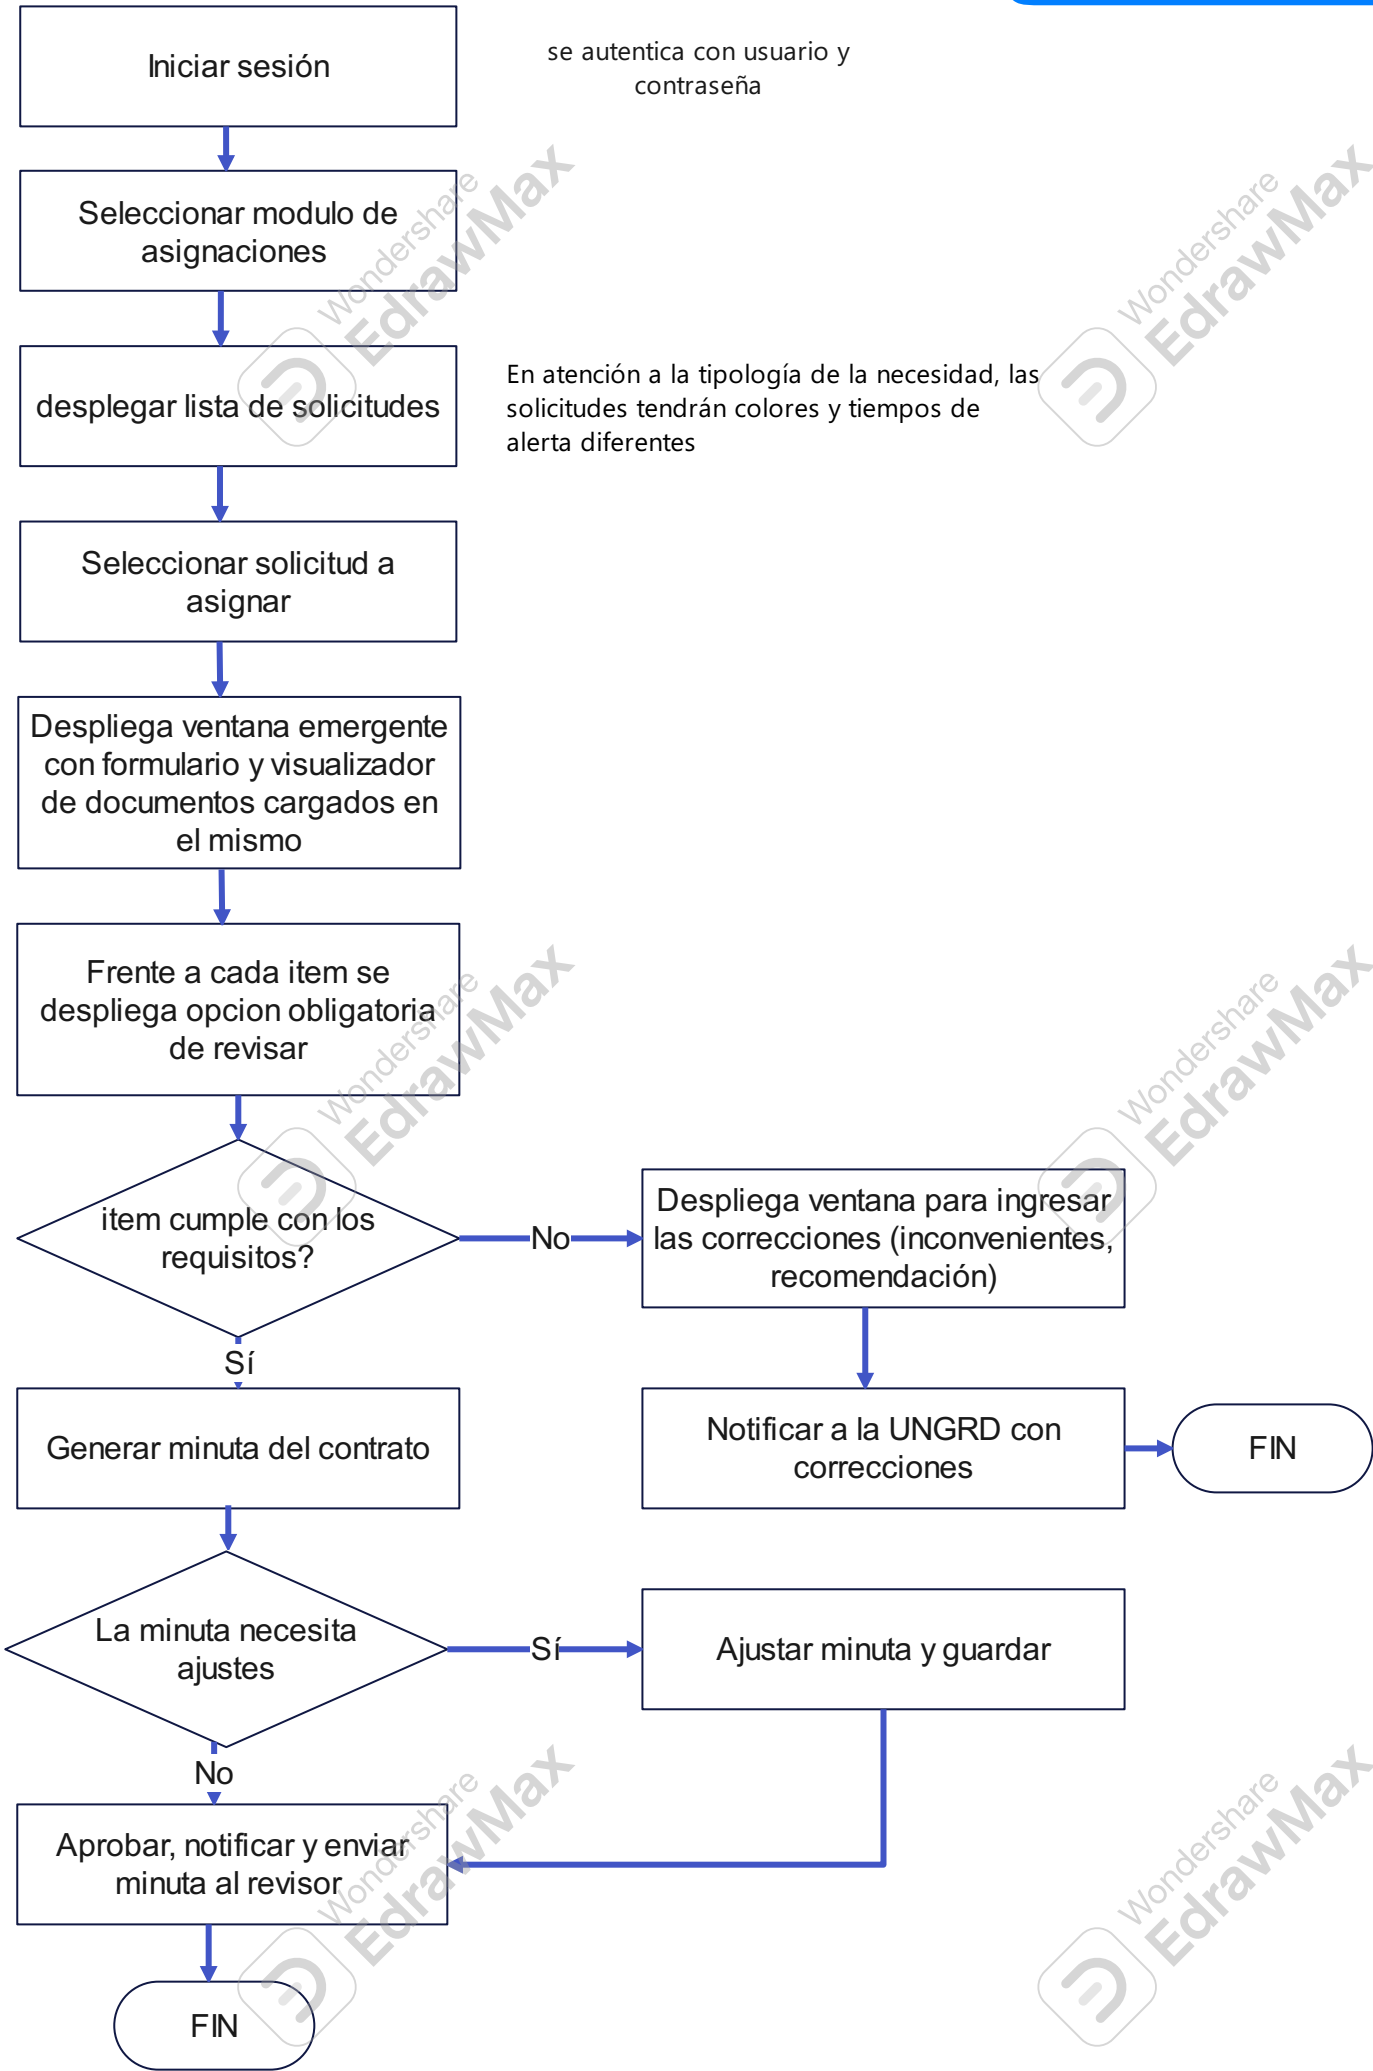 Iniciar sesión
se autentica con usuario y
contraseña
Seleccionar modulo de
asignaciones
desplegar lista de solicitudes
En atención a la tipología de la necesidad, las
solicitudes tendrán colores y tiempos de
alerta diferentes
Seleccionar solicitud a
asignar
Despliega ventana emergente
con formulario y visualizador
de documentos cargados en
el mismo
Frente a cada item se
despliega opcion obligatoria
de revisar
item cumple con los
requisitos?
No
Despliega ventana para ingresar
las correcciones (inconvenientes,
recomendación)
Sí
Generar minuta del contrato
Notificar a la UNGRD con
correcciones
FIN
La minuta necesita
ajustes
Sí
Ajustar minuta y guardar
No
Aprobar, notificar y enviar
minuta al revisor
FIN
Wondershare
EdrawMax
Wondershare
EdrawMax
Wondershare
EdrawMax
Wondershare
EdrawMax
Wondershare
EdrawMax
Wondershare
EdrawMax